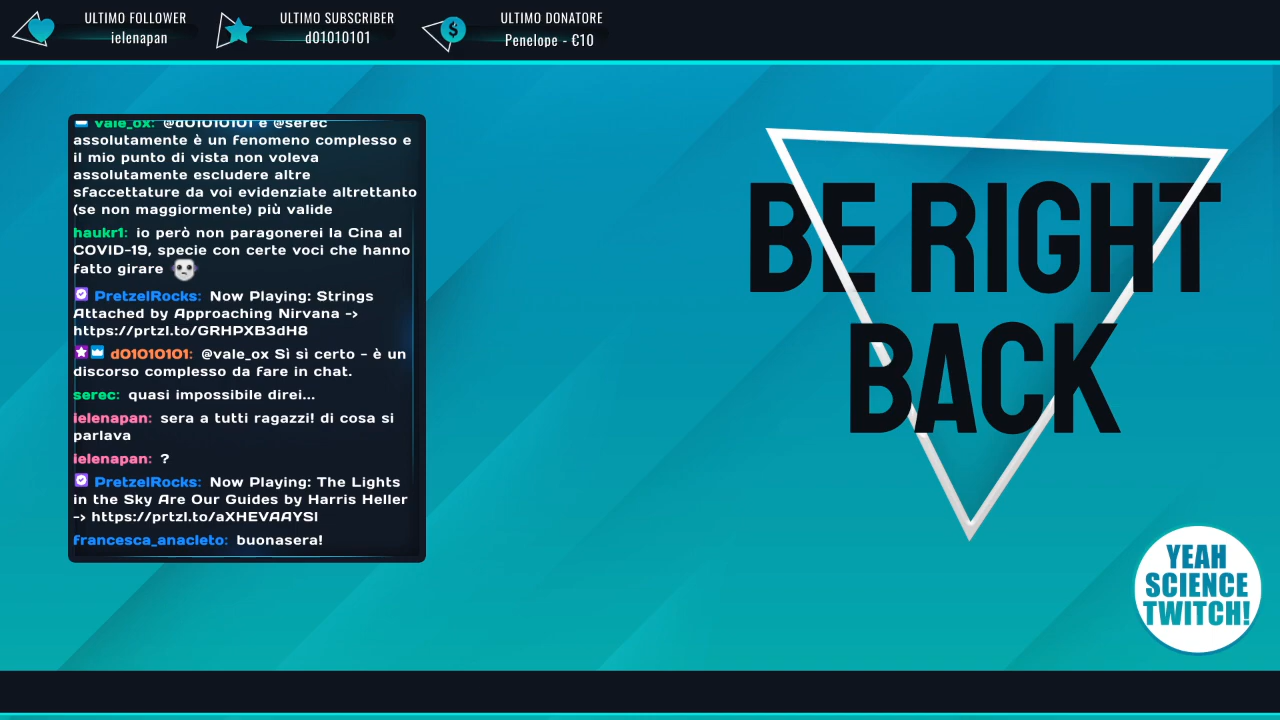 ULTIMO FOLLOWER
ielenapan
ULTIMO SUBSCRIBER
d01010101
ULTIMO DONATORE
Penelope - €10
vale_ox: @d01010101 e @serec
assolutamente è un fenomeno complesso e
il mio punto di vista non voleva
assolutamente escludere altre
sfaccettature da voi evidenziate altrettanto
(se non maggiormente) più valide
haukr1: io però non paragonerei la Cina al
COVID-19, specie con certe voci che hanno
fatto girare
PretzelRocks: Now Playing: Strings
Attached by Approaching Nirvana ->
https://prtzl.to/GRHPXB3dH8
d01010101: @vale_ox Sì sì certo - è un
discorso complesso da fare in chat.
serec: quasi impossibile direi...
ielenapan: sera a tutti ragazzi! di cosa si
parlava
ielenapan: ?
PretzelRocks: Now Playing: The Lights
in the Sky Are Our Guides by Harris Heller
-> https://prtzl.to/aXHEVAAYSl
francesca_anacleto: buonasera!
BE RIGHT
BACK
YEAH
SCIENCE
TWITCH!